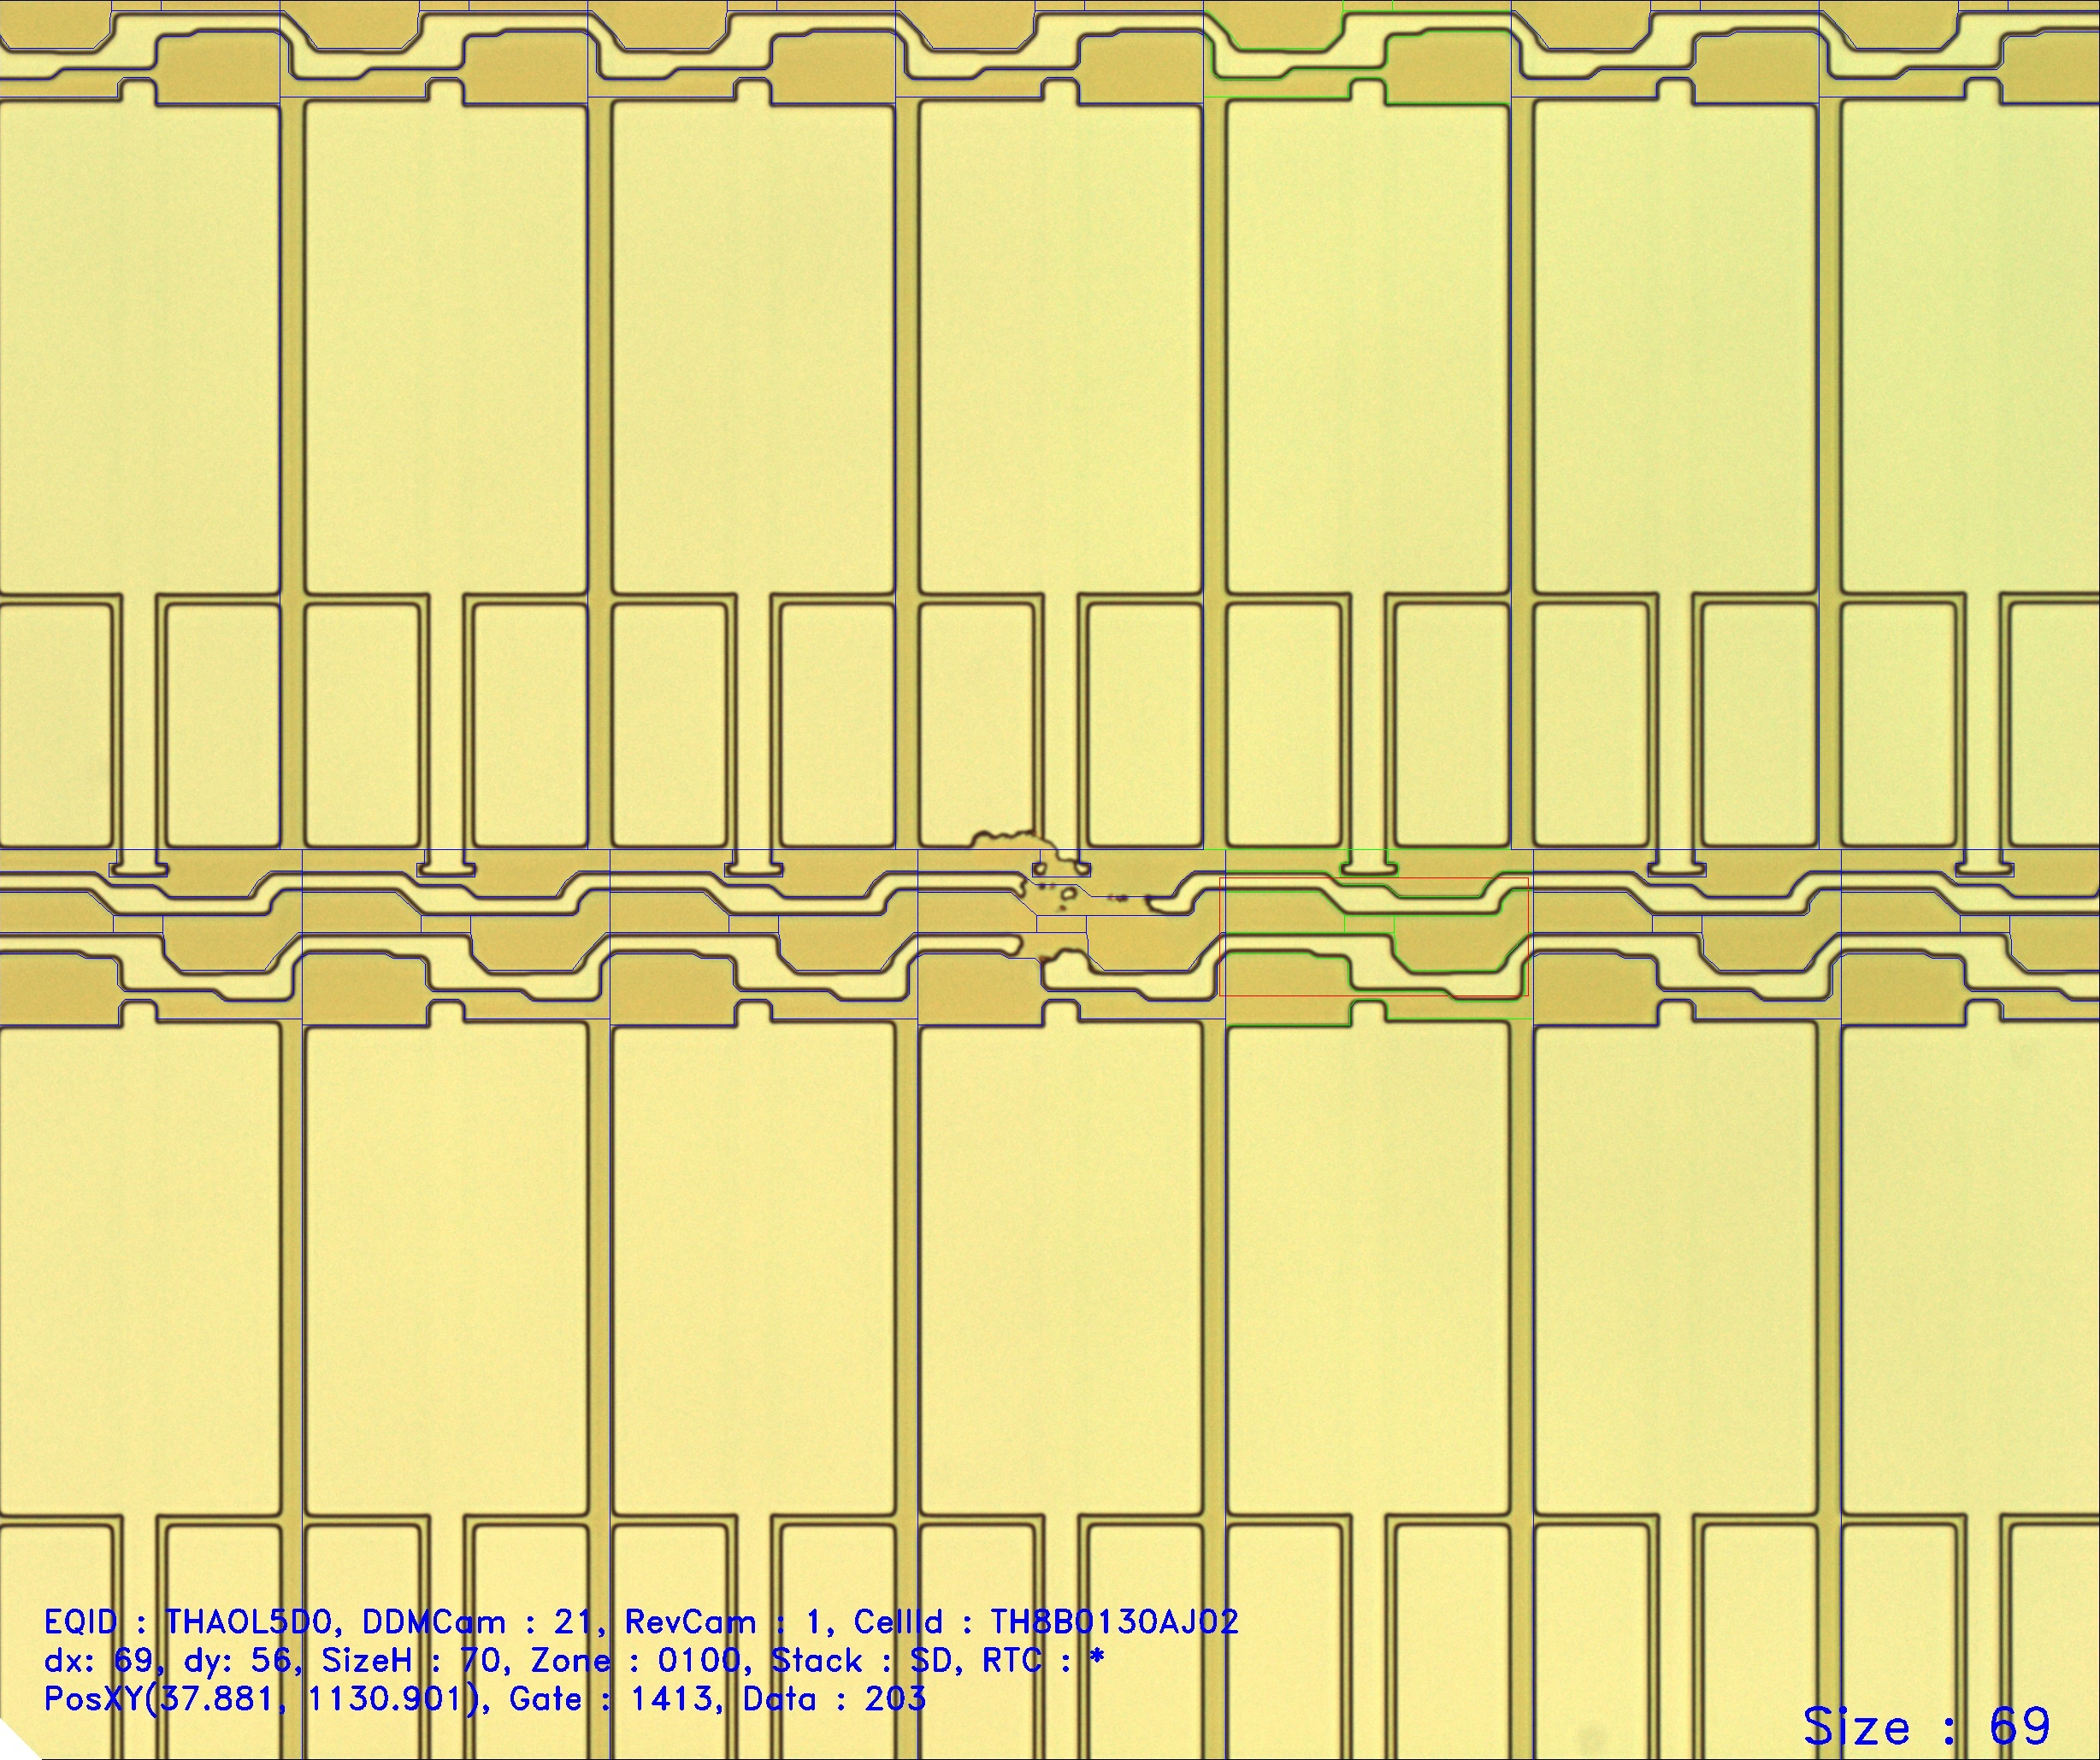 EQID : THAOL5D0, DDMCam : 21, RevCam : 1, CellId : TH8B0130AJ02
dx: 69, dy: 56, SizeH : 70, Zone : 0100, Stack : SD, RTC : *
PosXY(37.881, 1130.901), Gate : 1413, Data : 203
Size : 69